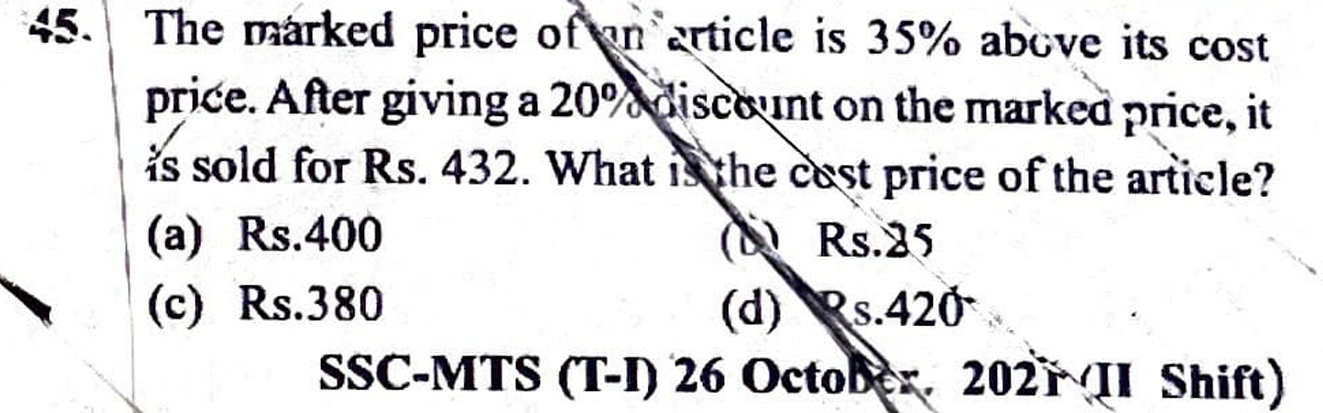 45. The marked price of an article is 35% above its cost
price. After giving a 20% discount on the marked price, it
is sold for Rs. 432. What is the cost price of the article?
(a) Rs.400 (b) Rs.25
(c) Rs.380 (d) Rs.420
SSC-MTS (T-I) 26 October, 2021 (II Shift)